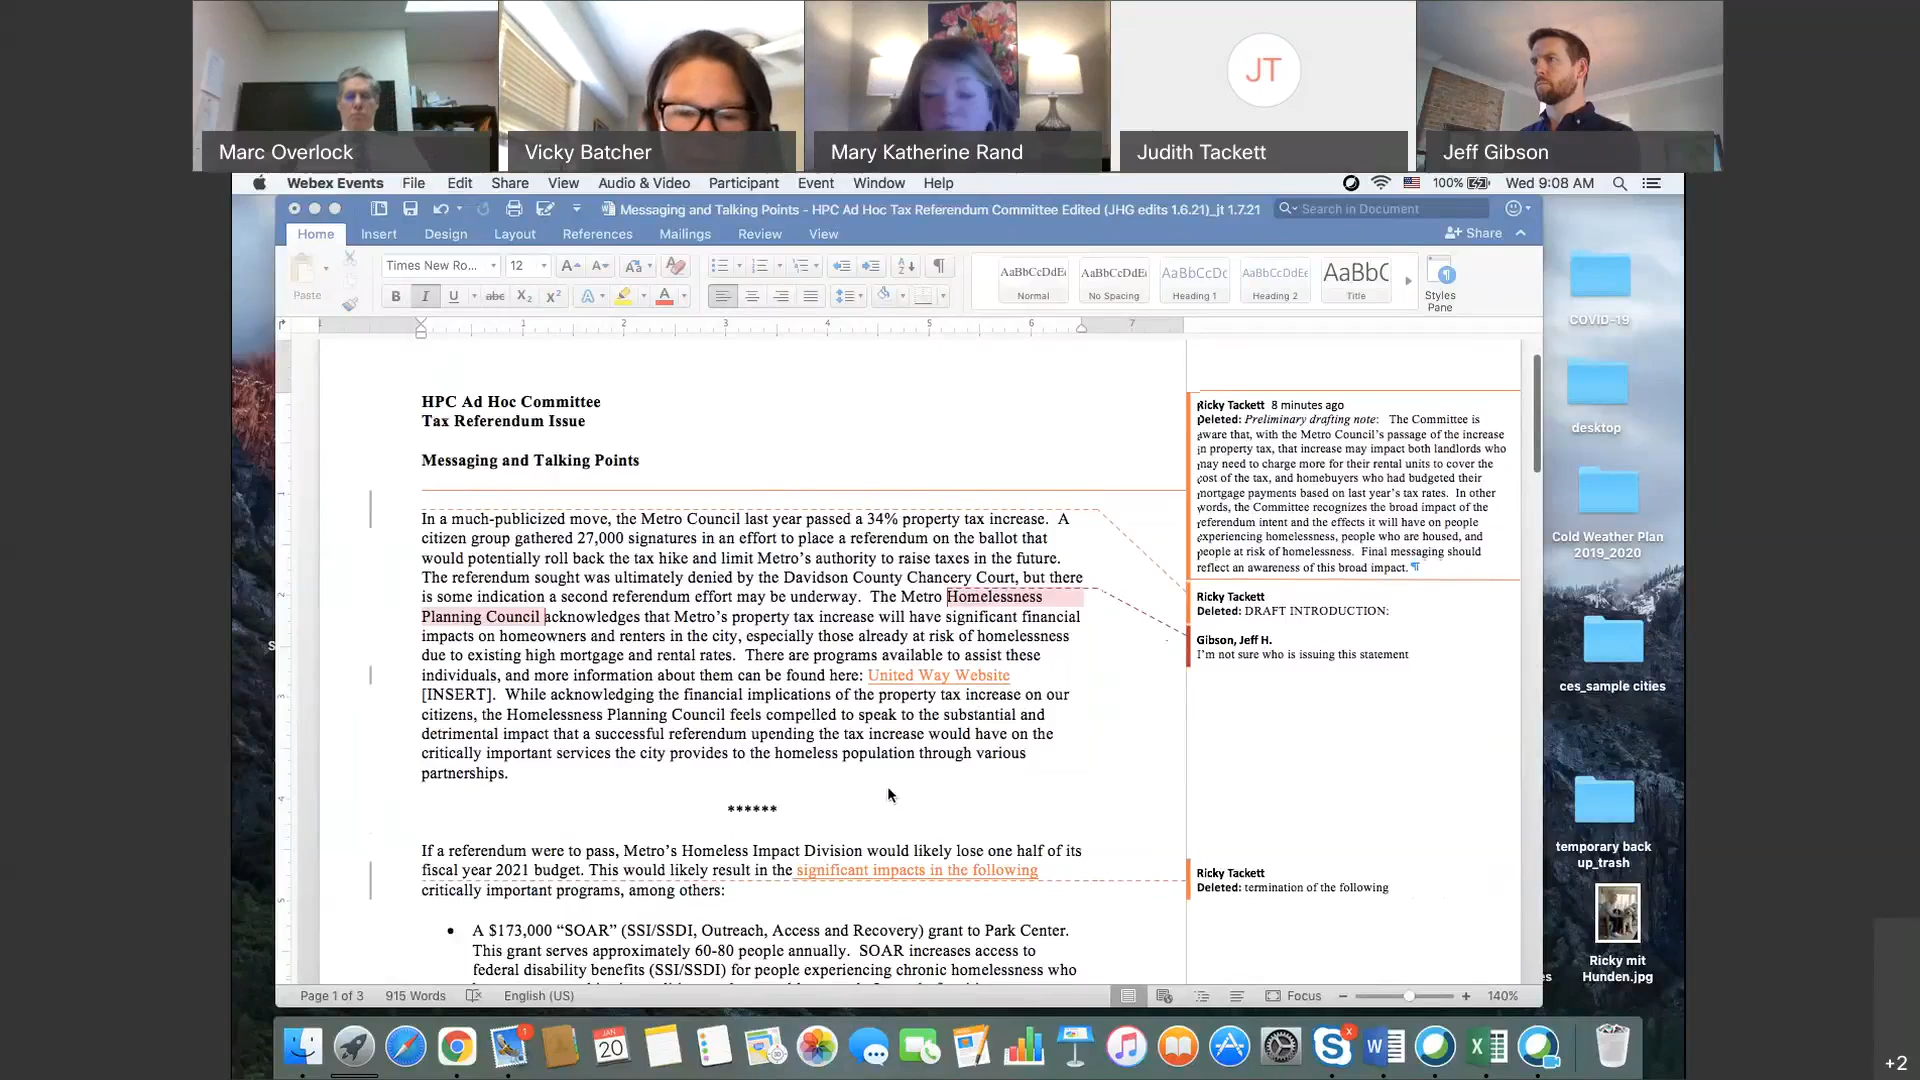 Marc Overlock
Vicky Batcher
Mary Katherine Rand
JT
Judith Tackett
Jeff Gibson
Webex Events File Edit Share View Audio & Video Participant Event Window Help
100% Wed 9:08 AM
Messaging and Talking Points - HPC Ad Hoc Tax Referendum Committee Edited (JHG edits 1.6.21)_jt 1.7.21
Search in Document
Home Insert Design Layout References Mailings Review View
Share
Paste
Times New Ro... 12
B I U abc X2 X2
AaBbCcDdEe Normal
AaBbCcDdEe No Spacing
AaBbCcDc Heading 1
AaBbCcDdEe Heading 2
AaBbC Title
Styles Pane
1 1 2 3 4 5 6 7
HPC Ad Hoc Committee
Tax Referendum Issue
Messaging and Talking Points
In a much-publicized move, the Metro Council last year passed a 34% property tax increase. A
citizen group gathered 27,000 signatures in an effort to place a referendum on the ballot that
would potentially roll back the tax hike and limit Metro's authority to raise taxes in the future.
The referendum sought was ultimately denied by the Davidson County Chancery Court, but there
is some indication a second referendum effort may be underway. The Metro Homelessness
Planning Council acknowledges that Metro's property tax increase will have significant financial
impacts on homeowners and renters in the city, especially those already at risk of homelessness
due to existing high mortgage and rental rates. There are programs available to assist these
individuals, and more information about them can be found here: United Way Website
[INSERT]. While acknowledging the financial implications of the property tax increase on our
citizens, the Homelessness Planning Council feels compelled to speak to the substantial and
detrimental impact that a successful referendum upending the tax increase would have on the
critically important services the city provides to the homeless population through various
partnerships.
******
If a referendum were to pass, Metro's Homeless Impact Division would likely lose one half of its
fiscal year 2021 budget. This would likely result in the significant impacts in the following
critically important programs, among others:
• A $173,000 “SOAR” (SSI/SSDI, Outreach, Access and Recovery) grant to Park Center.
This grant serves approximately 60-80 people annually. SOAR increases access to
federal disability benefits (SSI/SSDI) for people experiencing chronic homelessness who
Ricky Tackett 8 minutes ago
Deleted: Preliminary drafting note: The Committee is
aware that, with the Metro Council's passage of the increase
in property tax, that increase may impact both landlords who
may need to charge more for their rental units to cover the
cost of the tax, and homebuyers who had budgeted their
mortgage payments based on last year's tax rates. In other
words, the Committee recognizes the broad impact of the
referendum intent and the effects it will have on people
experiencing homelessness, people who are housed, and
people at risk of homelessness. Final messaging should
reflect an awareness of this broad impact. ¶
Ricky Tackett
Deleted: DRAFT INTRODUCTION:
Gibson, Jeff H.
I'm not sure who is issuing this statement
Ricky Tackett
Deleted: termination of the following
COVID-19
desktop
Cold Weather Plan
2019_2020
ces_sample cities
temporary back
up_trash
Ricky mit
Hunden.jpg
Page 1 of 3 915 Words English (US) Focus 140%
JAN
20
+2